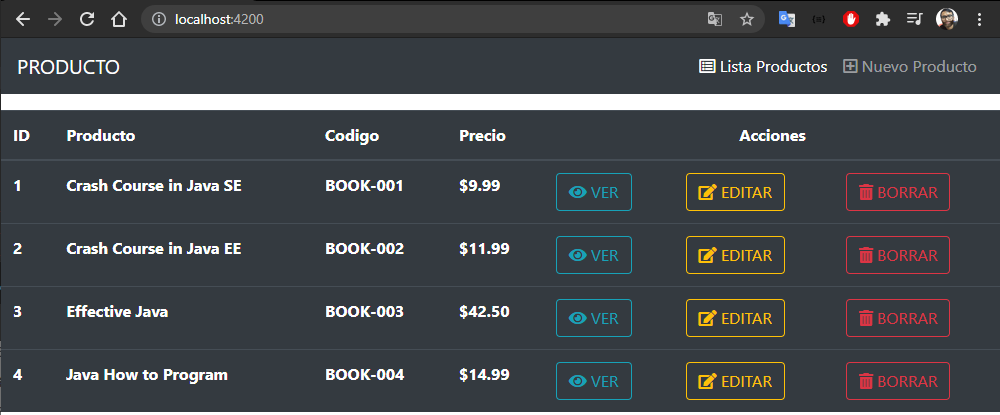 localhost:4200
PRODUCTO Lista Productos Nuevo Producto
ID Producto Codigo Precio Acciones
1 Crash Course in Java SE BOOK-001 $9.99 VER EDITAR BORRAR
2 Crash Course in Java EE BOOK-002 $11.99 VER EDITAR BORRAR
3 Effective Java BOOK-003 $42.50 VER EDITAR BORRAR
4 Java How to Program BOOK-004 $14.99 VER EDITAR BORRAR